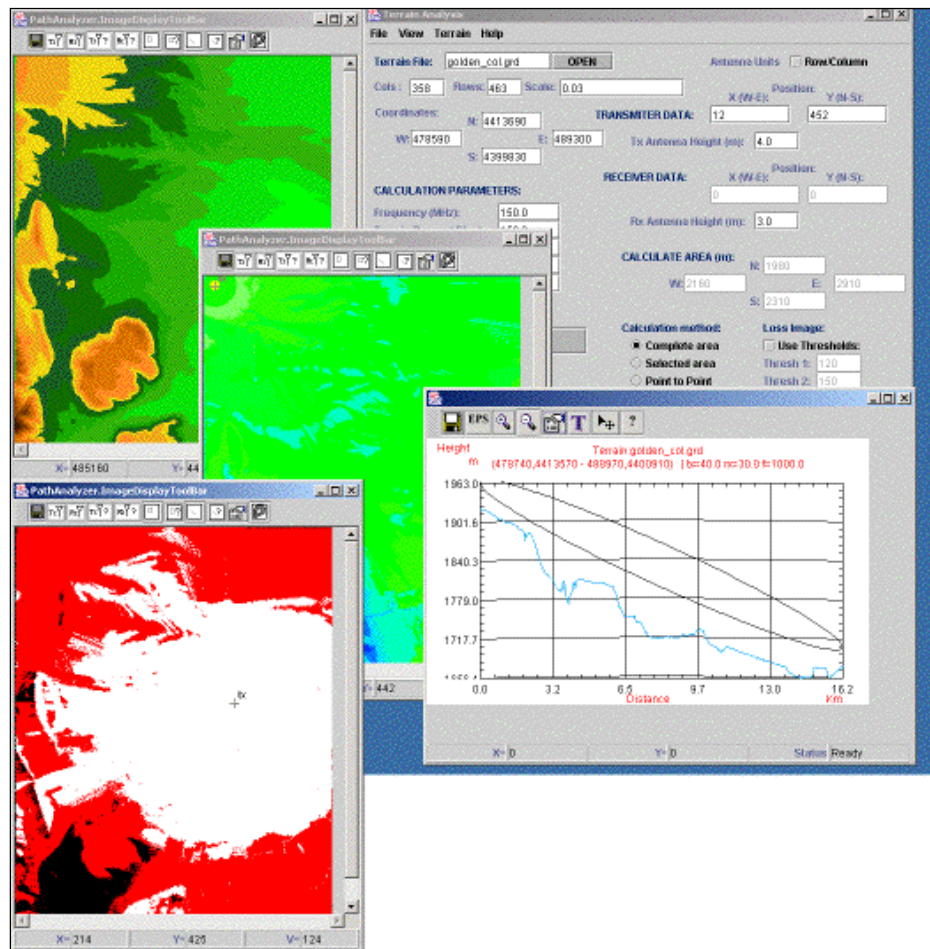 PathAnalyzer.ImageDisplayToolBar
X= 485160 Y= 44
Terrain Analysis
File View Terrain Help
Terrain File: golden_col.grd OPEN
Antenna Units Row/Column
Cols : 358 Rows: 463 Scale: 0.03
Position:
X (W-E): Y (N-S):
Coordinates:
N: 4413690
W: 478590 E: 489300
S: 4399830
TRANSMITER DATA: 12 452
Tx Antenna Height (m): 4.0
RECEIVER DATA: X (W-E): Position: Y (N-S):
0 0
Rx Antenna Height (m): 3.0
CALCULATION PARAMETERS:
Frequency (MHz): 150.0
CALCULATE AREA (m):
N: 1980
W: 2160 E: 2910
S: 2310
Calculation method: Loss Image:
Complete area Use Thresholds:
Selected area Thresh 1: 120
Point to Point Thresh 2: 150
PathAnalyzer.ImageDisplayToolBar
Y= 442
EPS T ?
Height
m
Terrain:golden_col.grd
(478740,4413570 - 488970,4400910) | tx=40.0 rx=30.0 f=1000.0
1963.0
1901.6
1840.3
1779.0
1717.7
0.0 3.2 6.5 9.7 13.0 16.2
Distance Km
X= 0 Y= 0 Status Ready
PathAnalyzer.ImageDisplayToolBar
tx
X= 214 Y= 425 V= 124